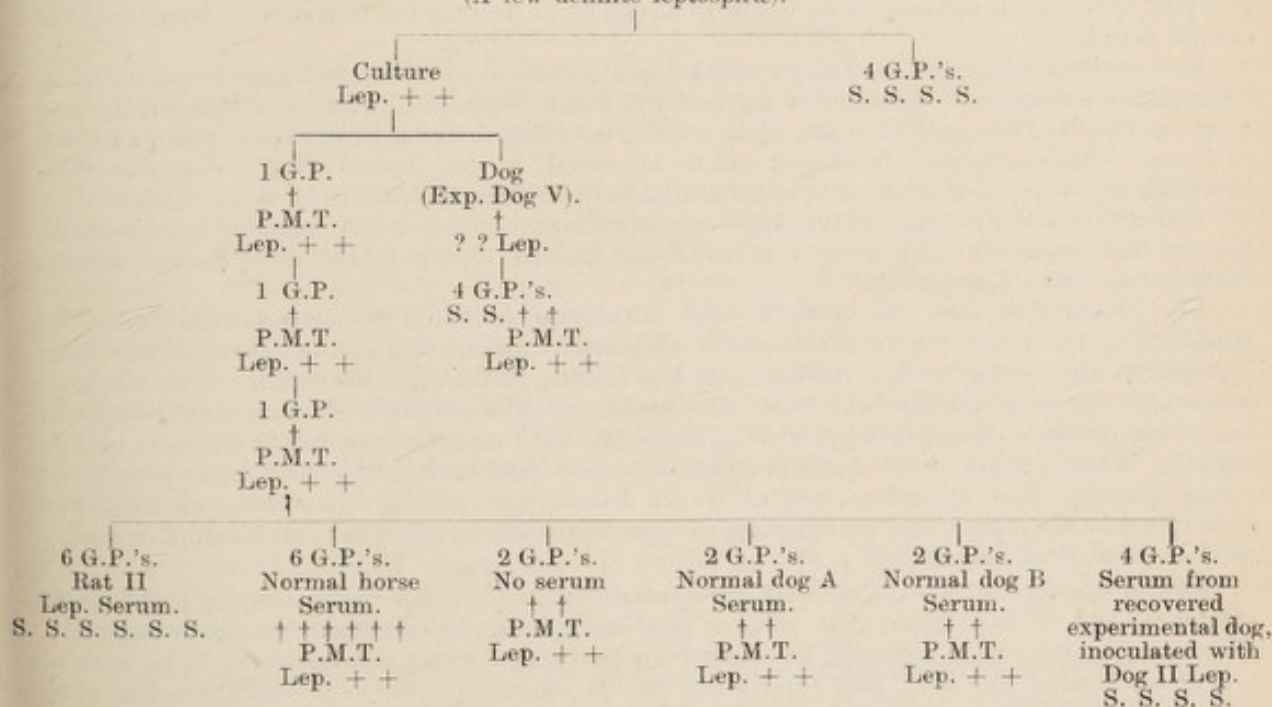 (A few definite leptospiræ).
Culture
Lep. + +
4 G.P.'s.
S. S. S. S.
1 G.P.
†
P.M.T.
Lep. + +
Dog
(Exp. Dog V).
†
? ? Lep.
1 G.P.
†
P.M.T.
Lep. + +
4 G.P.'s.
S. S. † †
P.M.T.
Lep. + +
1 G.P.
†
P.M.T.
Lep. + +
6 G.P.'s.
Rat II
Lep. Serum.
S. S. S. S. S. S.
6 G.P.'s.
Normal horse
Serum.
† † † † † †
P.M.T.
Lep. + +
2 G.P.'s.
No serum
† †
P.M.T.
Lep. + +
2 G.P.'s.
Normal dog A
Serum.
† †
P.M.T.
Lep. + +
2 G.P.'s.
Normal dog B
Serum.
† †
P.M.T.
Lep. + +
4 G.P.'s.
Serum from
recovered
experimental dog,
inoculated with
Dog II Lep.
S. S. S. S.